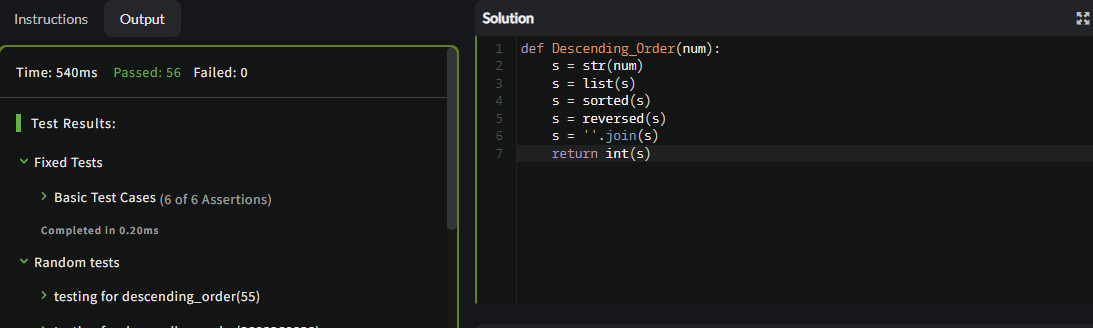 Instructions
Output
Time: 540ms Passed: 56 Failed: 0
Test Results:
Fixed Tests
Basic Test Cases (6 of 6 Assertions)
Completed in 0.20ms
Random tests
testing for descending_order(55)
Solution
1 def Descending_Order(num):
2     s = str(num)
3     s = list(s)
4     s = sorted(s)
5     s = reversed(s)
6     s = ''.join(s)
7     return int(s)